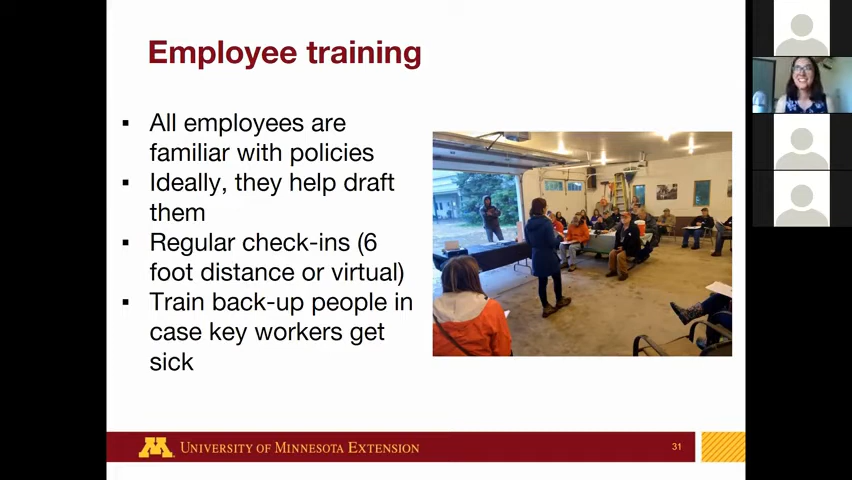 Employee training
▪ All employees are
familiar with policies
▪ Ideally, they help draft
them
▪ Regular check-ins (6
foot distance or virtual)
▪ Train back-up people in
case key workers get
sick
M UNIVERSITY OF MINNESOTA EXTENSION
31